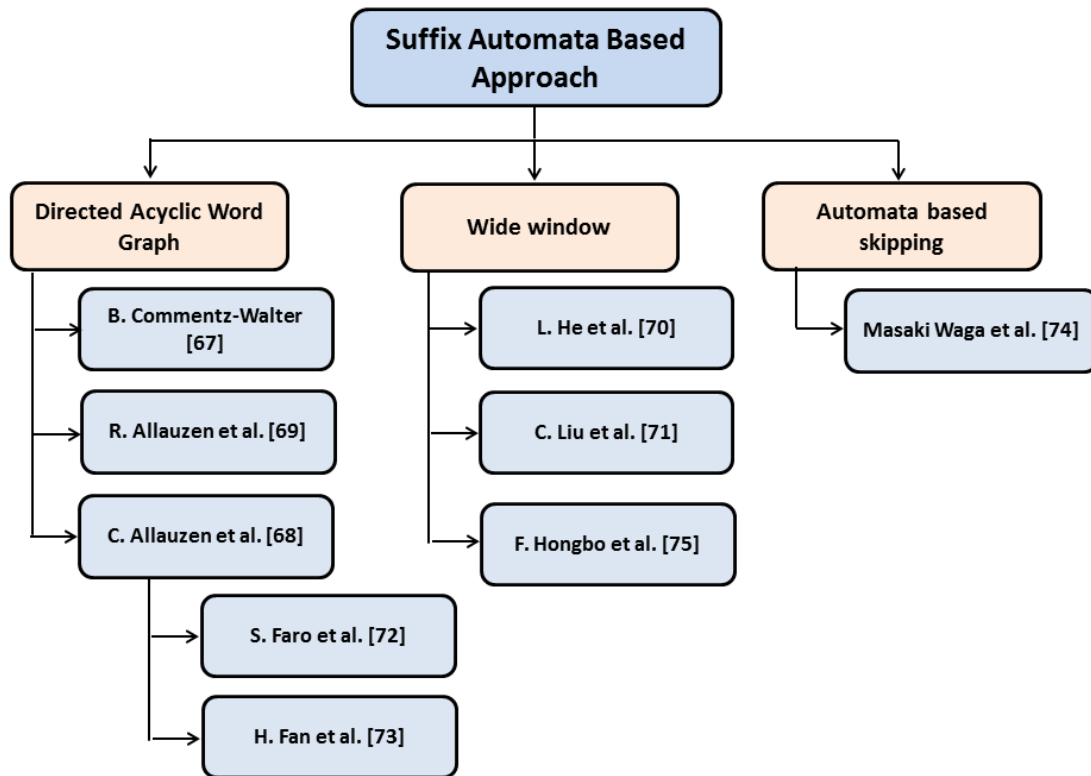 Suffix Automata Based
Approach
Directed Acyclic Word
Graph
Wide window
Automata based
skipping
B. Commentz-Walter
[67]
R. Allauzen et al. [69]
C. Allauzen et al. [68]
S. Faro et al. [72]
H. Fan et al. [73]
L. He et al. [70]
C. Liu et al. [71]
F. Hongbo et al. [75]
Masaki Waga et al. [74]